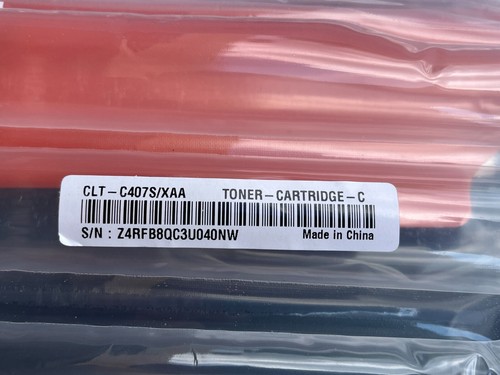 CLT-C407S/XAA TONER-CARTRIDGE-C
S/N : Z4RFB8QC3U040NW Made in China